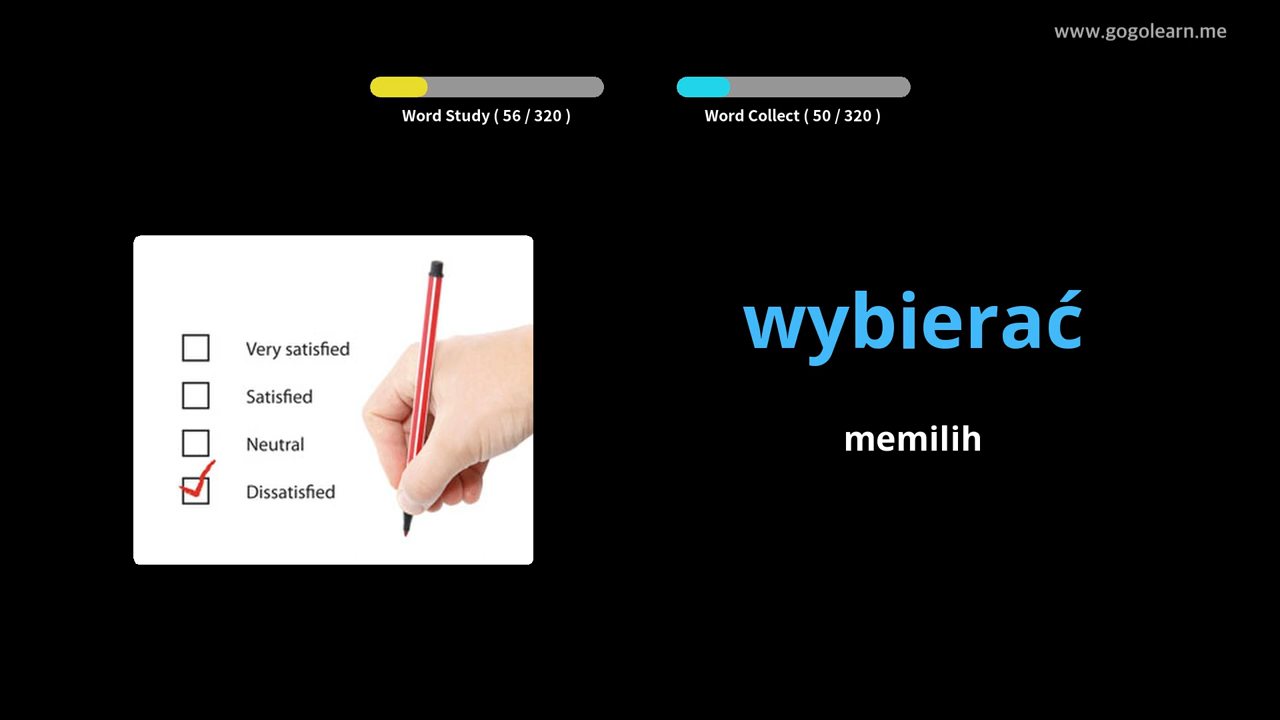 www.gogolearn.me
Word Study ( 56 / 320 )
Word Collect ( 50 / 320 )
Very satisfied
Satisfied
Neutral
Dissatisfied
wybierać
memilih